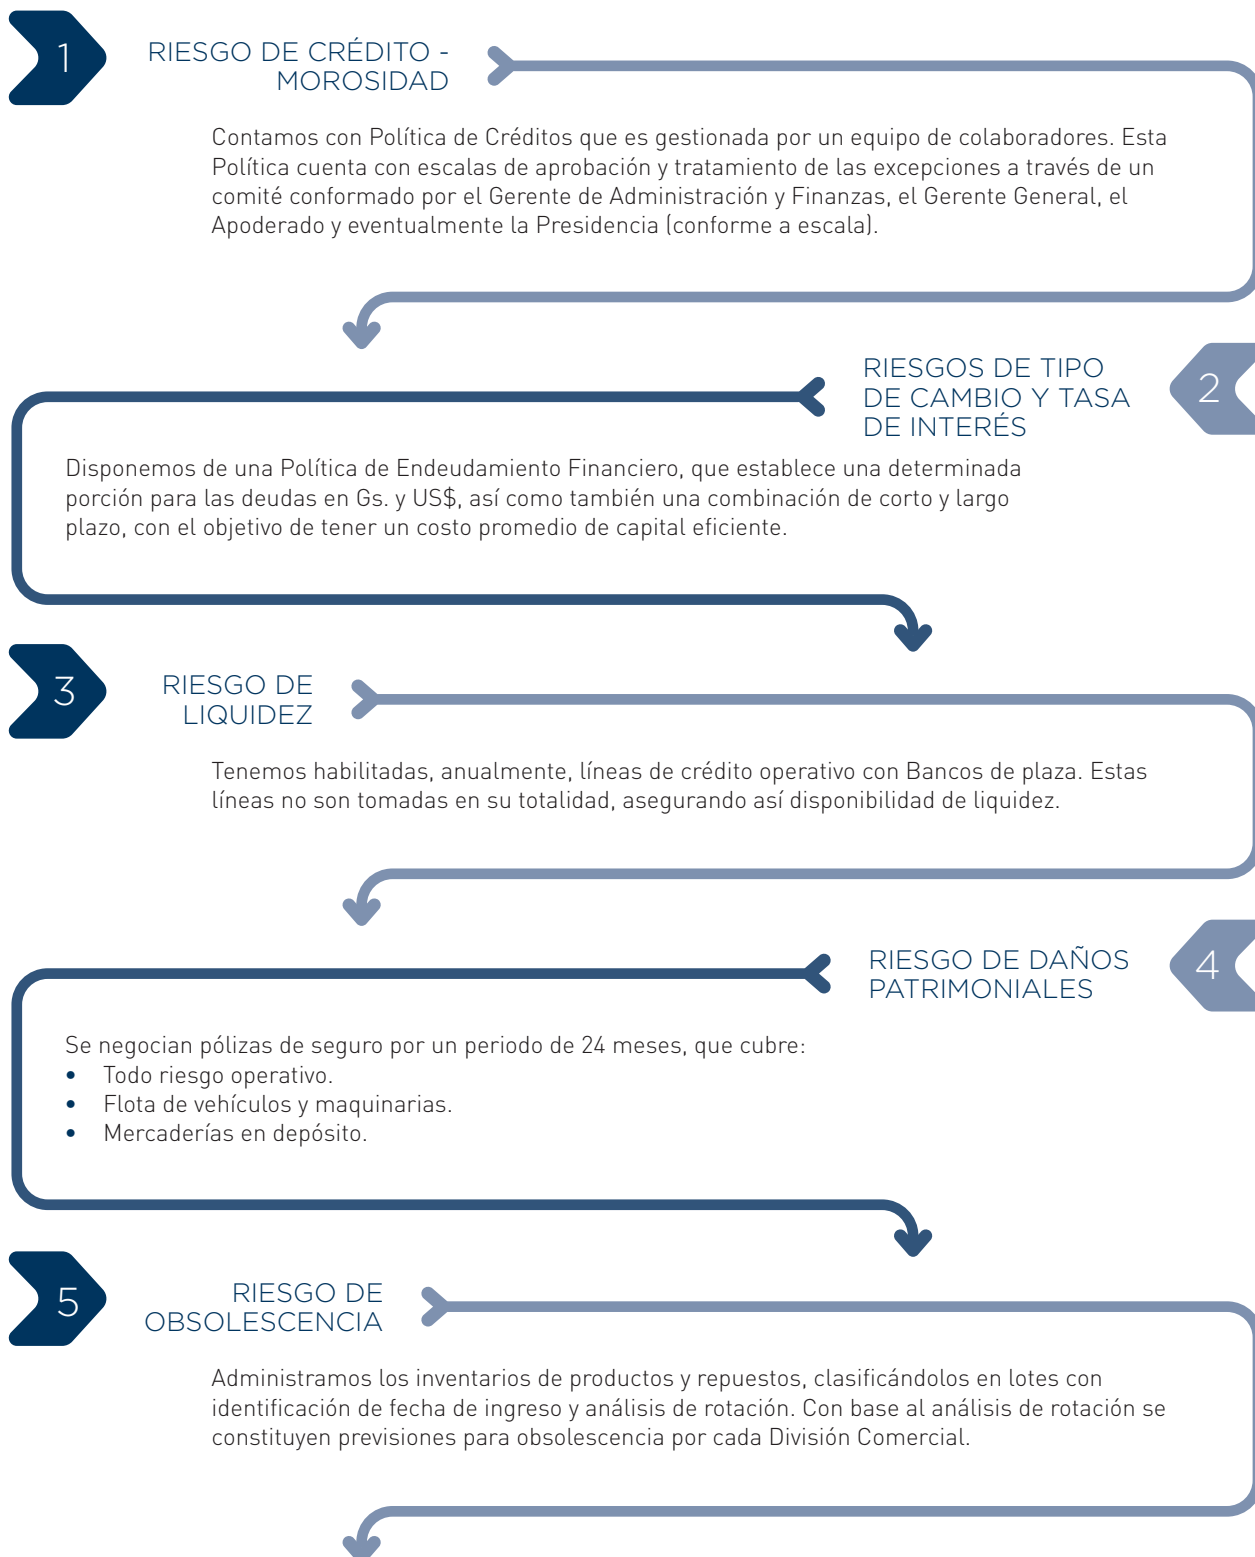 1
RIESGO DE CRÉDITO -
MOROSIDAD
Contamos con Política de Créditos que es gestionada por un equipo de colaboradores. Esta
Política cuenta con escalas de aprobación y tratamiento de las excepciones a través de un
comité conformado por el Gerente de Administración y Finanzas, el Gerente General, el
Apoderado y eventualmente la Presidencia (conforme a escala).
RIESGOS DE TIPO
DE CAMBIO Y TASA
DE INTERÉS
2
Disponemos de una Política de Endeudamiento Financiero, que establece una determinada
porción para las deudas en Gs. y US$, así como también una combinación de corto y largo
plazo, con el objetivo de tener un costo promedio de capital eficiente.
3
RIESGO DE
LIQUIDEZ
Tenemos habilitadas, anualmente, líneas de crédito operativo con Bancos de plaza. Estas
líneas no son tomadas en su totalidad, asegurando así disponibilidad de liquidez.
RIESGO DE DAÑOS
PATRIMONIALES
4
Se negocian pólizas de seguro por un periodo de 24 meses, que cubre:
• Todo riesgo operativo.
• Flota de vehículos y maquinarias.
• Mercaderías en depósito.
5
RIESGO DE
OBSOLESCENCIA
Administramos los inventarios de productos y repuestos, clasificándolos en lotes con
identificación de fecha de ingreso y análisis de rotación. Con base al análisis de rotación se
constituyen previsiones para obsolescencia por cada División Comercial.